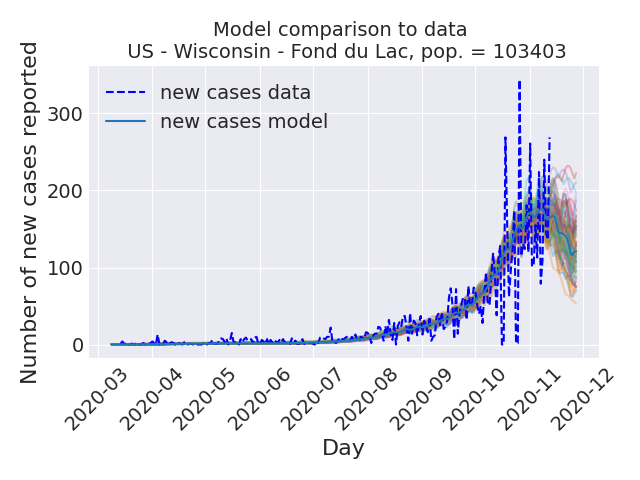 Model comparison to data
US - Wisconsin - Fond du Lac, pop. = 103403
Number of new cases reported
300
200
100
0
new cases data
new cases model
2020-03
2020-04
2020-05
2020-06
2020-07
2020-08
2020-09
2020-10
2020-11
2020-12
Day